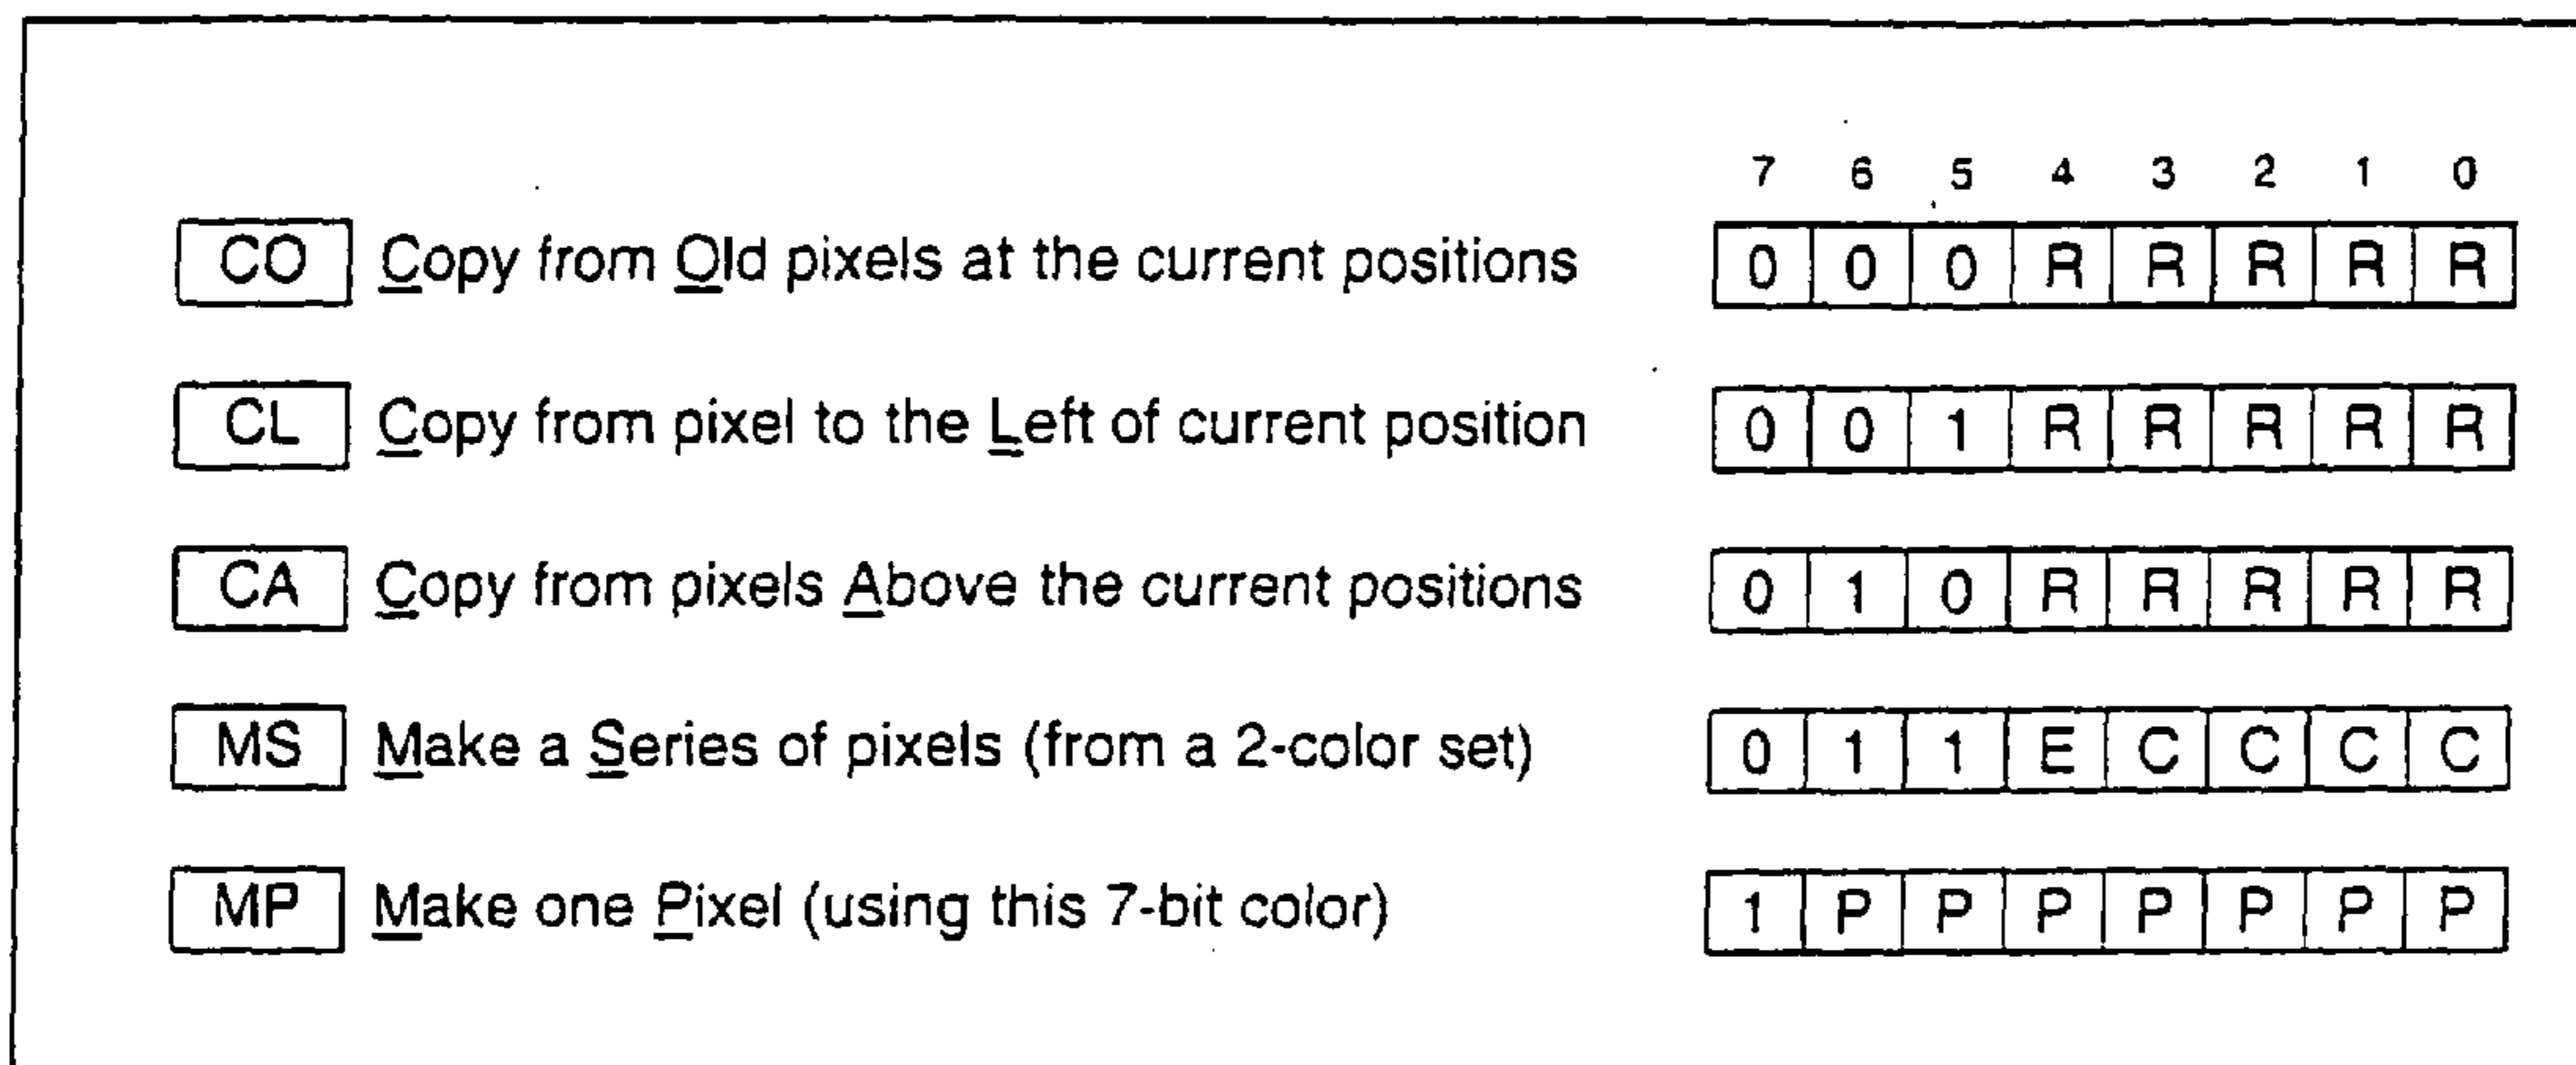 7 6 5 4 3 2 1 0
CO Copy from Old pixels at the current positions 0 0 0 R R R R R
CL Copy from pixel to the Left of current position 0 0 1 R R R R R
CA Copy from pixels Above the current positions 0 1 0 R R R R R
MS Make a Series of pixels (from a 2-color set) 0 1 1 E C C C C
MP Make one Pixel (using this 7-bit color) 1 P P P P P P P